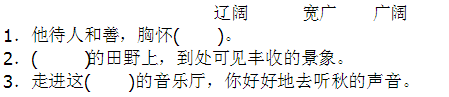 辽阔 宽广 广阔
1．他待人和善，胸怀( )。
2．( )的田野上，到处可见丰收的景象。
3．走进这( )的音乐厅，你好好地去听秋的声音。